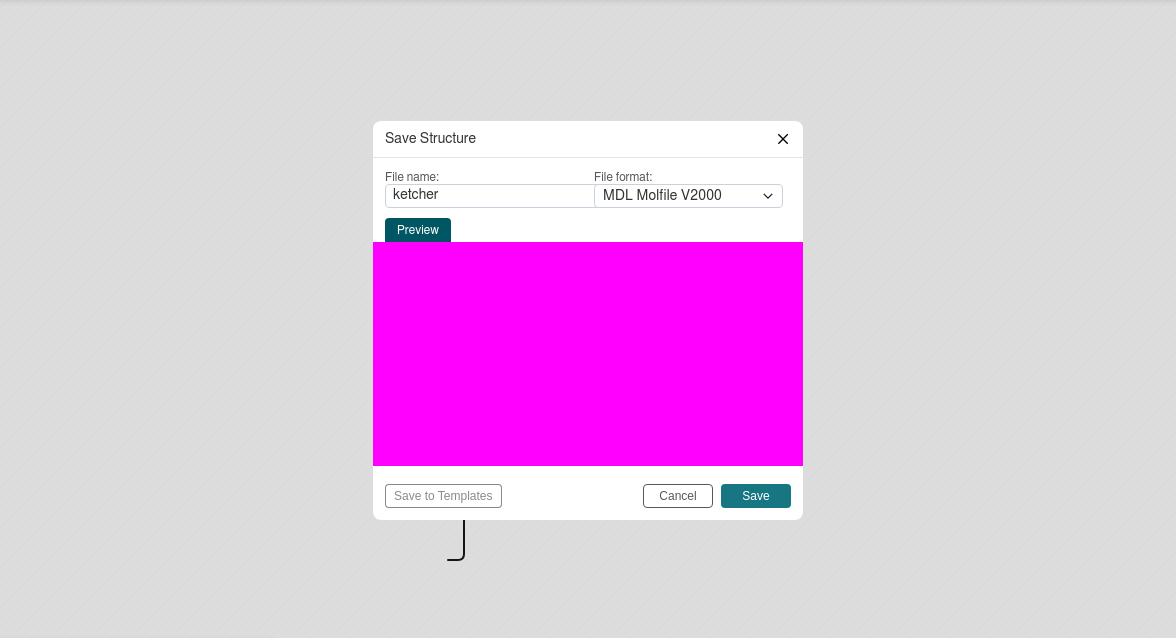 Save Structure
File name:
File format:
ketcher
MDL Molfile V2000
Preview
Save to Templates
Cancel
Save